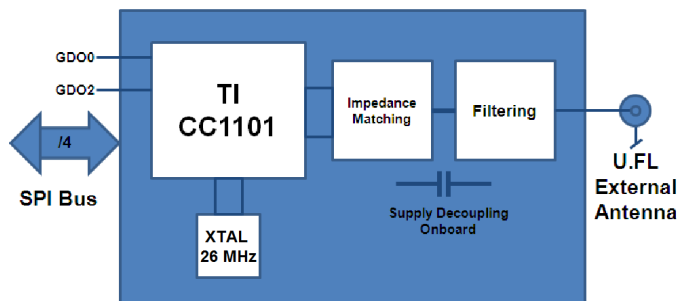 GDO0
GDO2
/4
SPI Bus
TI
CC1101
XTAL
26 MHz
Impedance
Matching
Filtering
Supply Decoupling
Onboard
U.FL
External
Antenna